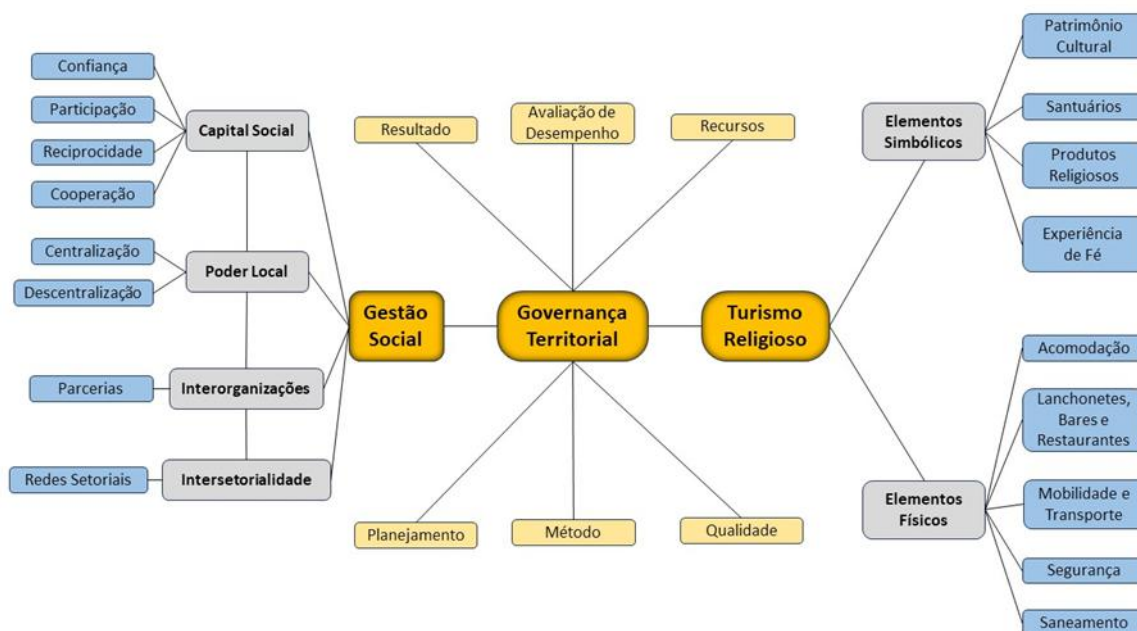 Confiança
Participação
Reciprocidade
Cooperação
Centralização
Descentralização
Parcerias
Redes Setoriais
Capital Social
Poder Local
Interorganizações
Intersetorialidade
Gestão
Social
Resultado
Avaliação de
Desempenho
Recursos
Governança
Territorial
Planejamento
Método
Qualidade
Turismo
Religioso
Elementos
Simbólicos
Elementos
Físicos
Patrimônio
Cultural
Santuários
Produtos
Religiosos
Experiência
de Fé
Acomodação
Lanchonetes,
Bares e
Restaurantes
Mobilidade e
Transporte
Segurança
Saneamento